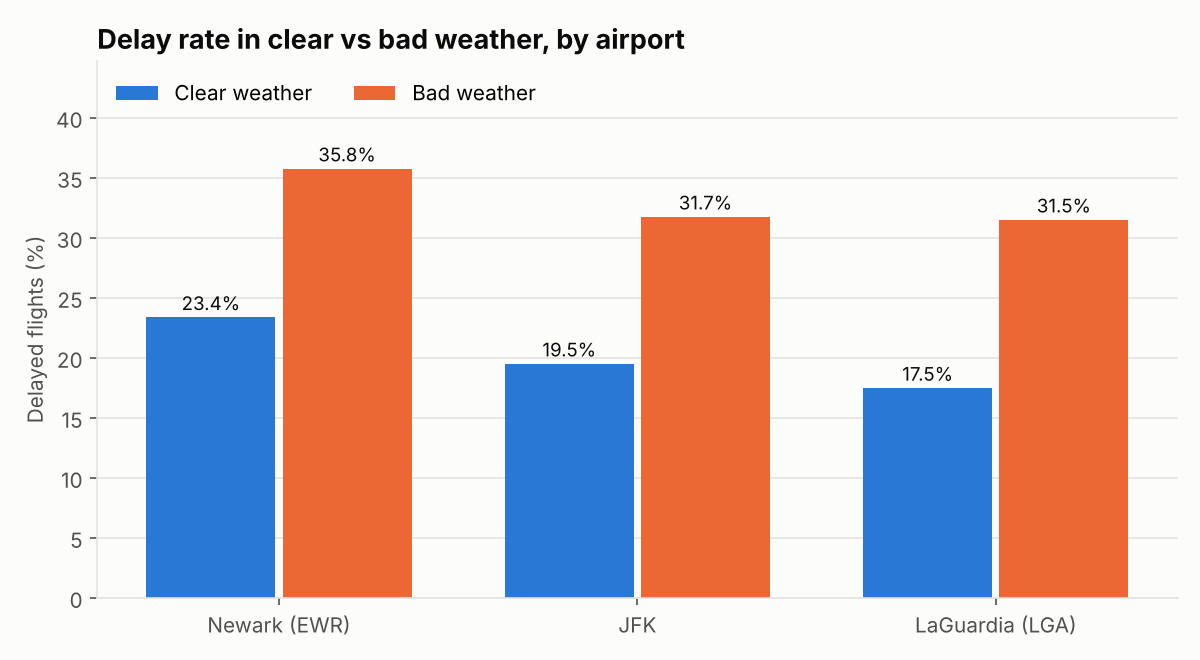 Delay rate in clear vs bad weather, by airport
Clear weather Bad weather
Delayed flights (%)
40
35
30
25
20
15
10
5
0
23.4% 35.8% 19.5% 31.7% 17.5% 31.5%
Newark (EWR) JFK LaGuardia (LGA)